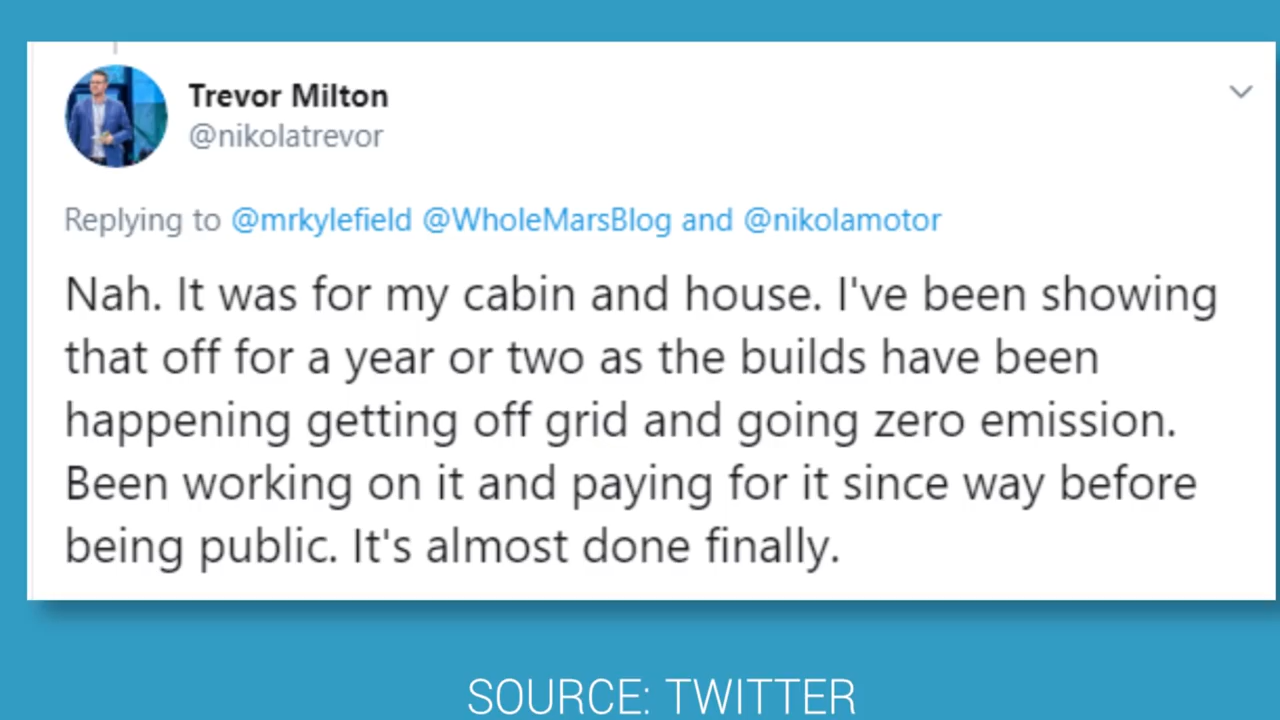 Trevor Milton
@nikolatrevor
Replying to @mrkylefield @WholeMarsBlog and @nikolamotor
Nah. It was for my cabin and house. I've been showing
that off for a year or two as the builds have been
happening getting off grid and going zero emission.
Been working on it and paying for it since way before
being public. It's almost done finally.
SOURCE: TWITTER